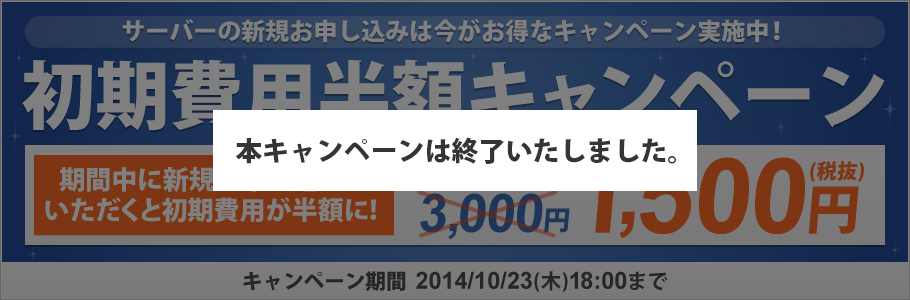 サーバーの新規お申し込みは今がお得なキャンペーン実施中!
初期費用半額キャンペーン
本キャンペーンは終了いたしました。
期間中に新規
いただくと初期費用が半額に!
3,000円
1,500円
(税抜)
キャンペーン期間 2014/10/23(木)18:00まで